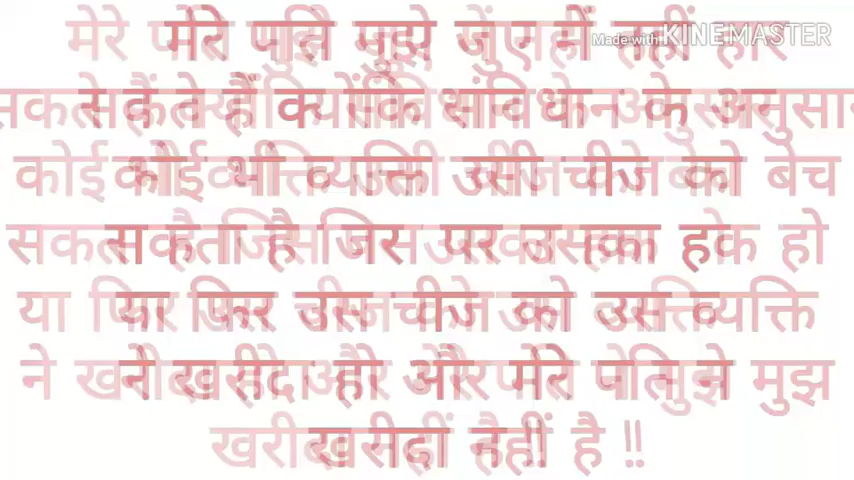 Made with KINEMASTER
मेरे पति मुझे जुंए में नहीं हार
सकते हैं क्योंकि संविधान के अनुसार
कोई भी व्यक्ति उसी चीज को बेच
सकता है जिस पर उसका हक हो
या फिर उस चीज को उस व्यक्ति
ने खरीदा हो और मेरे पति ने मुझ
खरीदा नहीं है !!